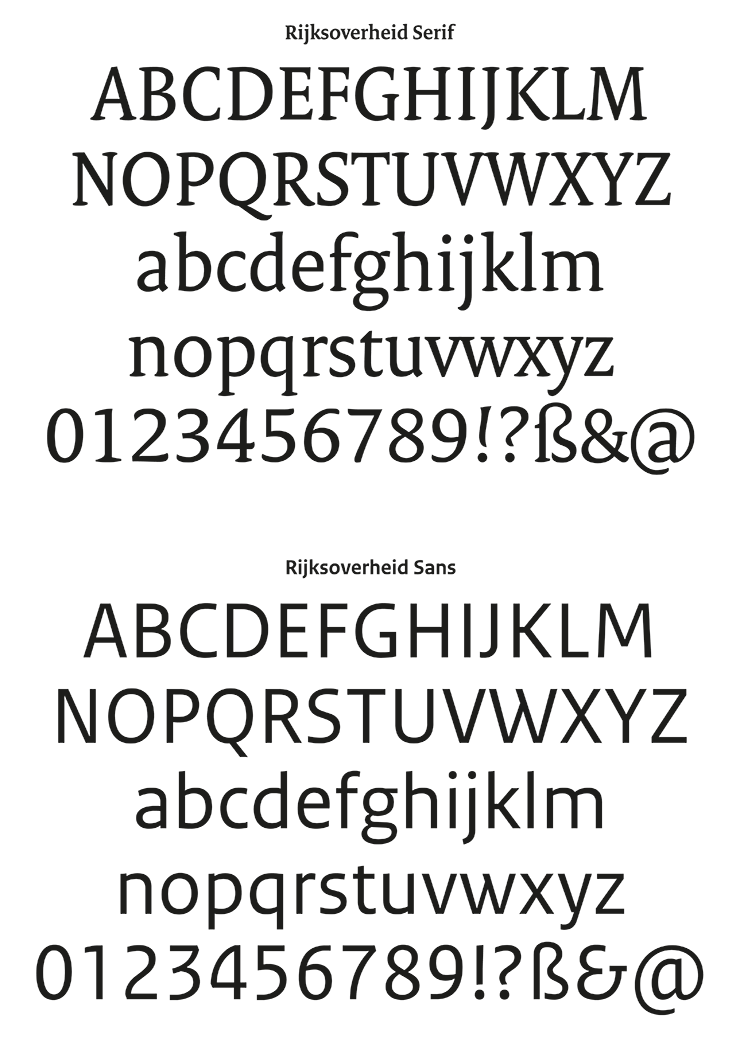 Rijksoverheid Serif
ABCDEFGHIJKLM
NOPQRSTUVWXYZ
abcdefghijklm
nopqrstuvwxyz
0123456789!?ß&@
Rijksoverheid Sans
ABCDEFGHIJKLM
NOPQRSTUVWXYZ
abcdefghijklm
nopqrstuvwxyz
0123456789!?ß&@